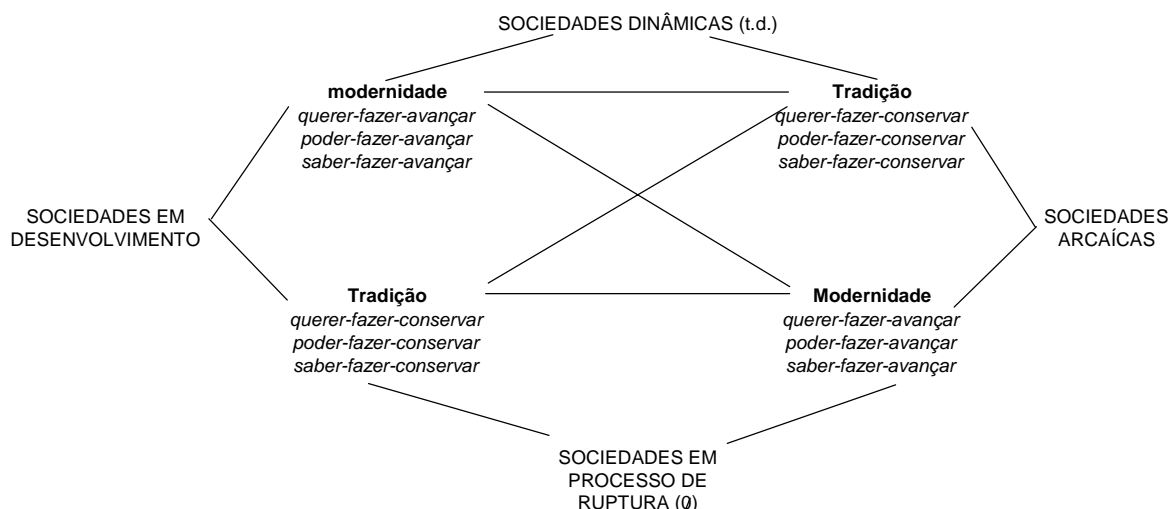 SOCIEDADES DINÂMICAS (t.d.)
modernidade
querer-fazer-avançar
poder-fazer-avançar
saber-fazer-avançar
Tradição
querer-fazer-conservar
poder-fazer-conservar
saber-fazer-conservar
SOCIEDADES EM
DESENVOLVIMENTO
SOCIEDADES
ARCAÍCAS
Tradição
querer-fazer-conservar
poder-fazer-conservar
saber-fazer-conservar
Modernidade
querer-fazer-avançar
poder-fazer-avançar
saber-fazer-avançar
SOCIEDADES EM
PROCESSO DE
RUPTURA (0)